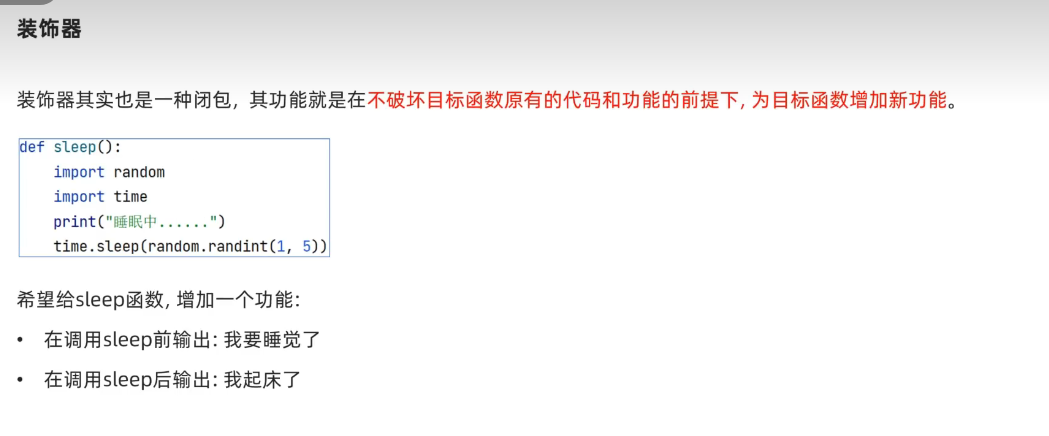 装饰器
装饰器其实也是一种闭包, 其功能就是在不破坏目标函数原有的代码和功能的前提下, 为目标函数增加新功能。
def sleep():
    import random
    import time
    print("睡眠中......")
    time.sleep(random.randint(1, 5))
希望给sleep函数, 增加一个功能:
• 在调用sleep前输出: 我要睡觉了
• 在调用sleep后输出: 我起床了